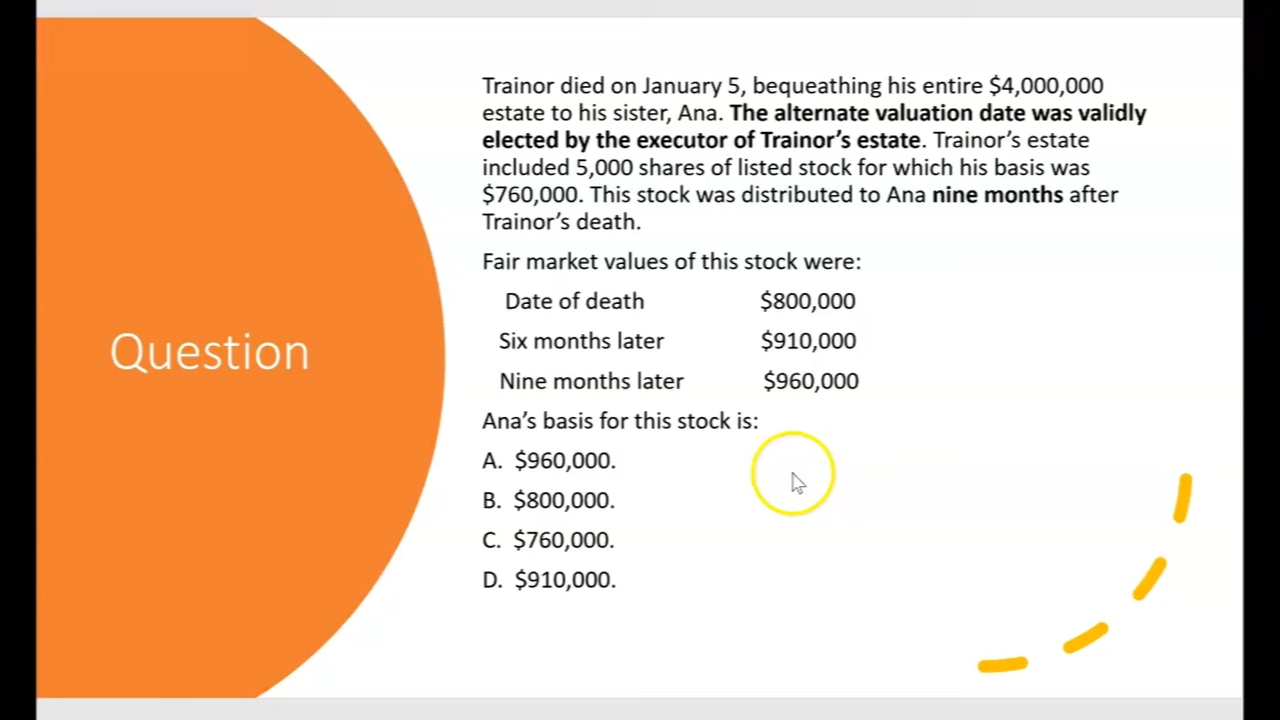 Question
Trainor died on January 5, bequeathing his entire $4,000,000
estate to his sister, Ana. The alternate valuation date was validly
elected by the executor of Trainor’s estate. Trainor’s estate
included 5,000 shares of listed stock for which his basis was
$760,000. This stock was distributed to Ana nine months after
Trainor’s death.
Fair market values of this stock were:
Date of death $800,000
Six months later $910,000
Nine months later $960,000
Ana’s basis for this stock is:
A. $960,000.
B. $800,000.
C. $760,000.
D. $910,000.